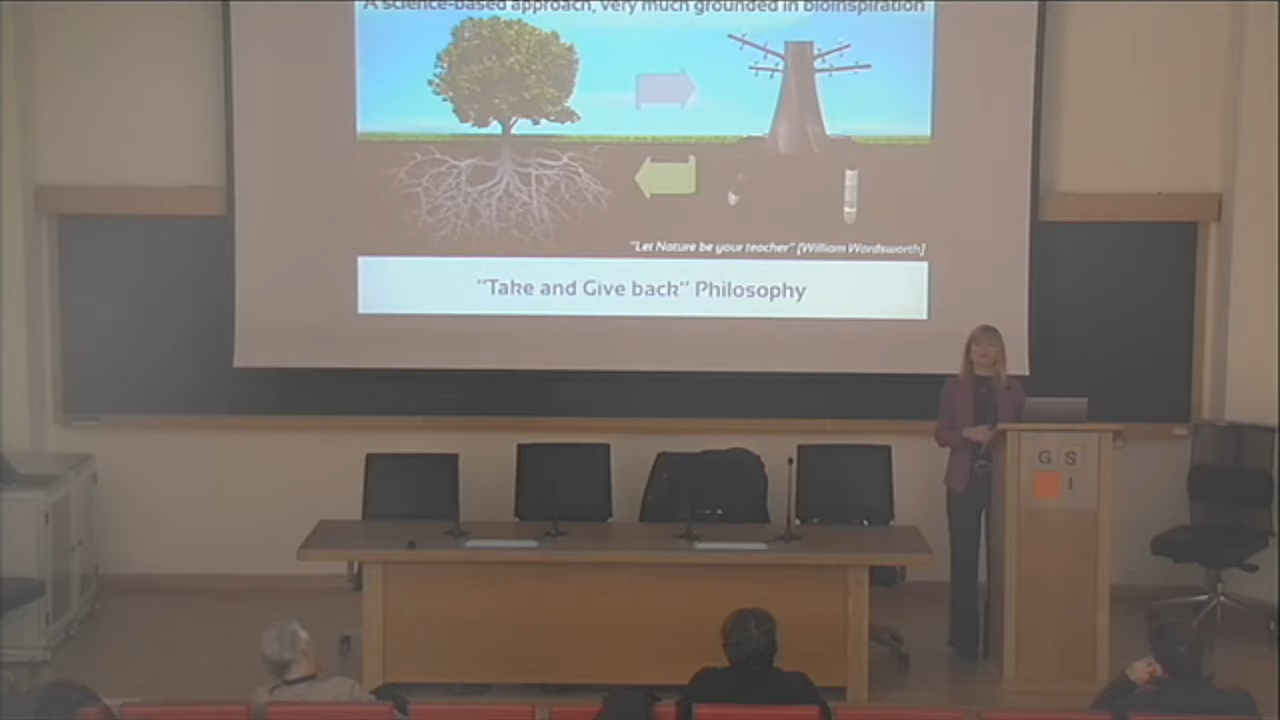 A science-based approach, very much grounded in bioinspiration
"Let Nature be your teacher" [William Wordsworth]
"Take and Give back" Philosophy
G S
I